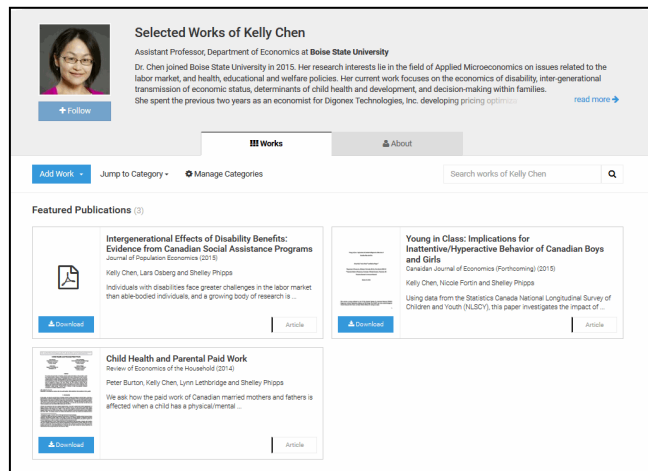 Selected Works of Kelly Chen
Assistant Professor, Department of Economics at Boise State University
Dr. Chen joined Boise State University in 2015. Her research interests lie in the field of Applied Microeconomics on issues related to the
labor market, and health, educational and welfare policies. Her current work focuses on the economics of disability, inter-generational
transmission of economic status, determinants of child health and development, and decision-making within families.
She spent the previous two years as an economist for Digonex Technologies, Inc. developing pricing
read more
+ Follow
Works
About
Add Work
Jump to Category
Manage Categories
Search works of Kelly Chen
Featured Publications (3)
Intergenerational Effects of Disability Benefits:
Evidence from Canadian Social Assistance Programs
Journal of Population Economics (2015)
Kelly Chen, Lars Osberg and Shelley Phipps
Individuals with disabilities face greater challenges in the labor market
than able-bodied individuals, and a growing body of research is ...
Download
Article
Young in Class: Implications for
Inattentive/Hyperactive Behavior of Canadian Boys
and Girls
Canaidan Journal of Economics (Forthcoming) (2015)
Kelly Chen, Nicole Fortin and Shelley Phipps
Using data from the Statistics Canada National Longitudinal Survey of
Children and Youth (NLSCY), this paper investigates the impact of ...
Download
Article
Child Health and Parental Paid Work
Review of Economics of the Household (2014)
Peter Burton, Kelly Chen, Lynn Lethbridge and Shelley Phipps
We ask how the paid work of Canadian married mothers and fathers is
affected when a child has a physical/mental ...
Download
Article